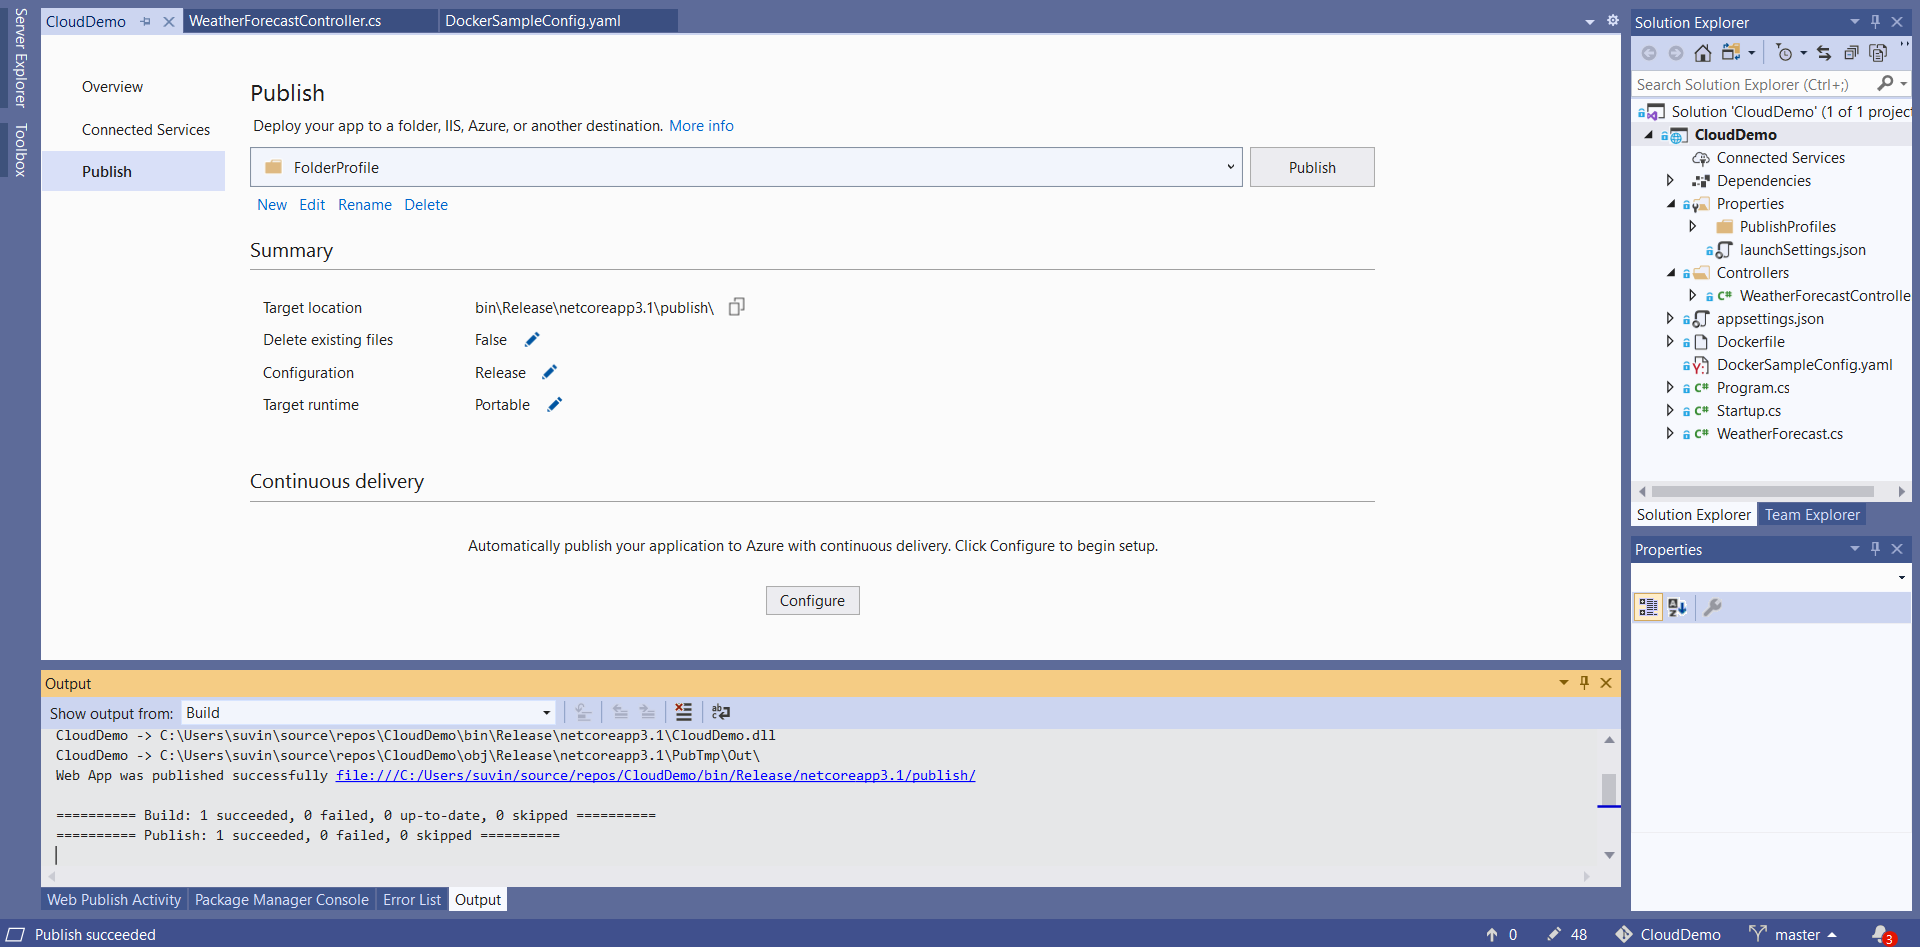 Server Explorer
Toolbox
CloudDemo
WeatherForecastController.cs
DockerSampleConfig.yaml
Overview
Connected Services
Publish
Publish
Deploy your app to a folder, IIS, Azure, or another destination. More info
FolderProfile
Publish
New Edit Rename Delete
Summary
Target location bin\Release\netcoreapp3.1\publish\
Delete existing files False
Configuration Release
Target runtime Portable
Continuous delivery
Automatically publish your application to Azure with continuous delivery. Click Configure to begin setup.
Configure
Output
Show output from: Build
CloudDemo -> C:\Users\suvin\source\repos\CloudDemo\bin\Release\netcoreapp3.1\CloudDemo.dll
CloudDemo -> C:\Users\suvin\source\repos\CloudDemo\obj\Release\netcoreapp3.1\PubTmp\Out\
Web App was published successfully file:///C:/Users/suvin/source/repos/CloudDemo/bin/Release/netcoreapp3.1/publish/
========== Build: 1 succeeded, 0 failed, 0 up-to-date, 0 skipped ==========
========== Publish: 1 succeeded, 0 failed, 0 skipped ==========
Web Publish Activity
Package Manager Console
Error List
Output
Solution Explorer
Search Solution Explorer (Ctrl+;)
Solution 'CloudDemo' (1 of 1 project
CloudDemo
Connected Services
Dependencies
Properties
PublishProfiles
launchSettings.json
Controllers
C# WeatherForecastControlle
appsettings.json
Dockerfile
DockerSampleConfig.yaml
C# Program.cs
C# Startup.cs
C# WeatherForecast.cs
Solution Explorer
Team Explorer
Properties
Publish succeeded
0
48
CloudDemo
master
3